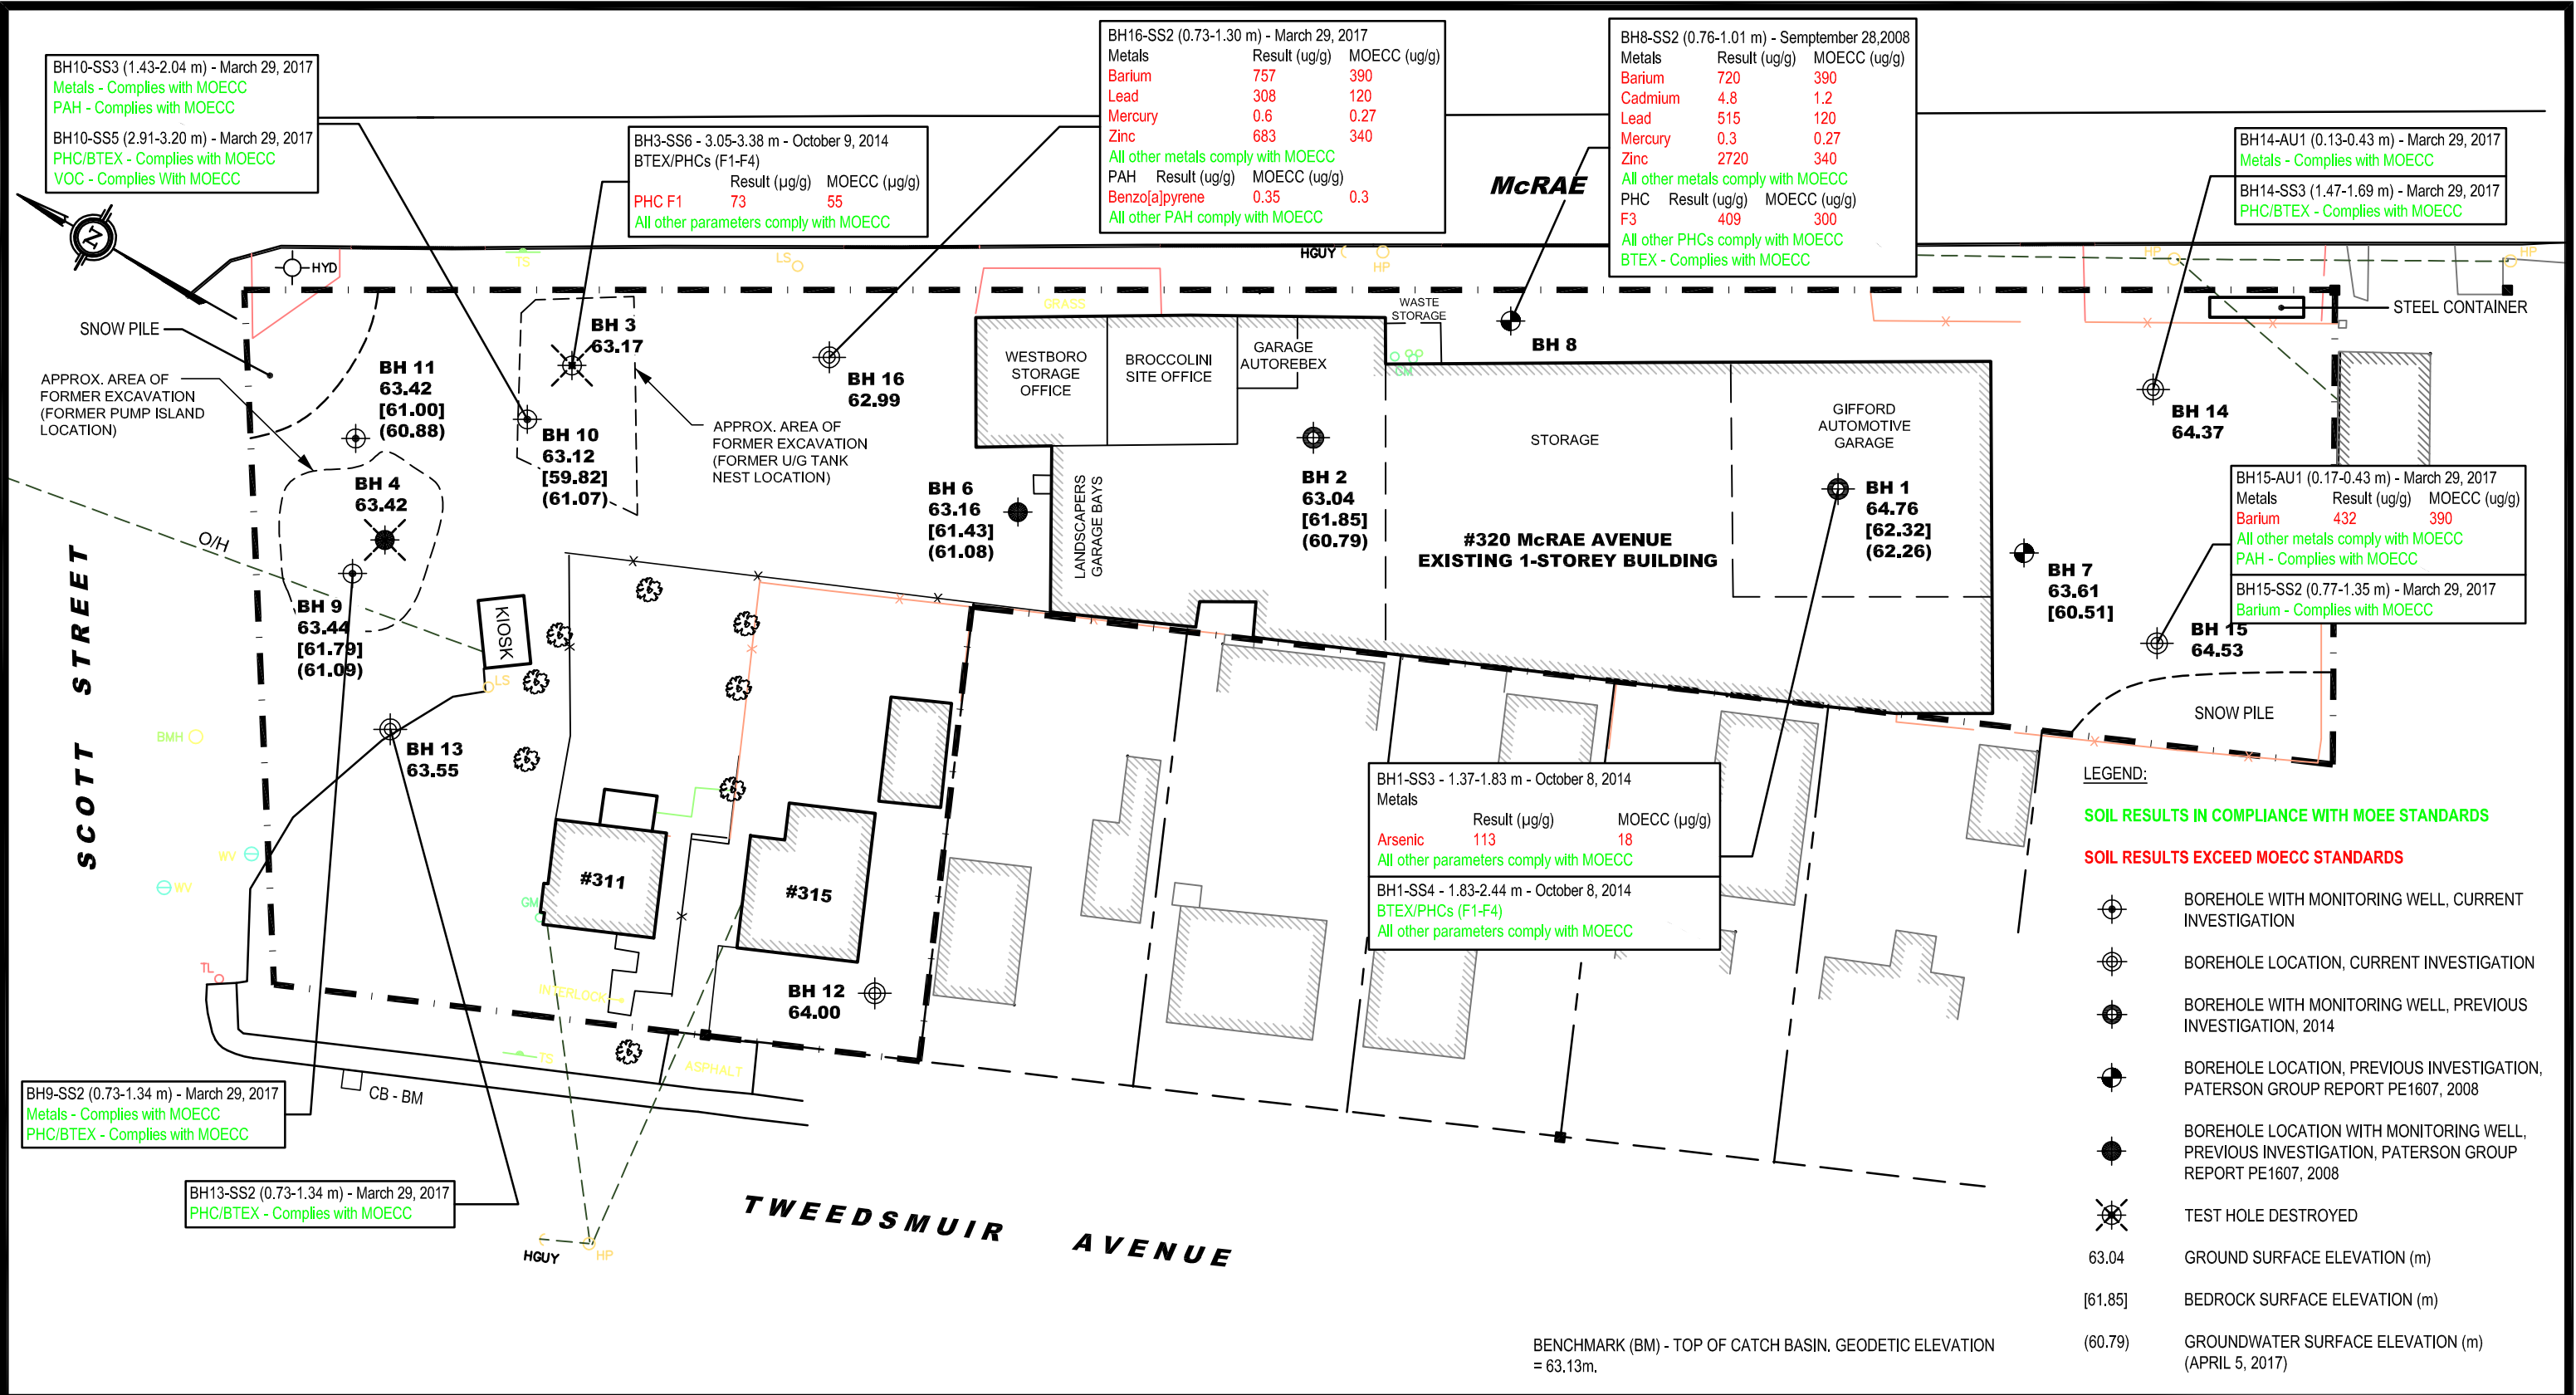 BH10-SS3 (1.43-2.04 m) - March 29, 2017
Metals - Complies with MOECC
PAH - Complies with MOECC
BH10-SS5 (2.91-3.20 m) - March 29, 2017
PHC/BTEX - Complies with MOECC
VOC - Complies With MOECC
BH3-SS6 - 3.05-3.38 m - October 9, 2014
BTEX/PHCs (F1-F4)
Result (µg/g) MOECC (µg/g)
PHC F1 73 55
All other parameters comply with MOECC
BH16-SS2 (0.73-1.30 m) - March 29, 2017
Metals Result (ug/g) MOECC (ug/g)
Barium 757 390
Lead 308 120
Mercury 0.6 0.27
Zinc 683 340
All other metals comply with MOECC
PAH Result (ug/g) MOECC (ug/g)
Benzo[a]pyrene 0.35 0.3
All other PAH comply with MOECC
BH8-SS2 (0.76-1.01 m) - Semptember 28,2008
Metals Result (ug/g) MOECC (ug/g)
Barium 720 390
Cadmium 4.8 1.2
Lead 515 120
Mercury 0.3 0.27
Zinc 2720 340
All other metals comply with MOECC
PHC Result (ug/g) MOECC (ug/g)
F3 409 300
All other PHCs comply with MOECC
BTEX - Complies with MOECC
BH14-AU1 (0.13-0.43 m) - March 29, 2017
Metals - Complies with MOECC
BH14-SS3 (1.47-1.69 m) - March 29, 2017
PHC/BTEX - Complies with MOECC
McRAE
N
HYD
TS
LS
HGUY
HP
HP
HP
SNOW PILE
GRASS
WASTE
STORAGE
STEEL CONTAINER
APPROX. AREA OF
FORMER EXCAVATION
(FORMER PUMP ISLAND
LOCATION)
BH 11
63.42
[61.00]
(60.88)
BH 3
63.17
BH 10
63.12
[59.82]
(61.07)
APPROX. AREA OF
FORMER EXCAVATION
(FORMER U/G TANK
NEST LOCATION)
BH 16
62.99
WESTBORO
STORAGE
OFFICE
BROCCOLINI
SITE OFFICE
GARAGE
AUTOREBEX
GM
BH 8
STORAGE
GIFFORD
AUTOMOTIVE
GARAGE
BH 14
64.37
BH 4
63.42
BH 6
63.16
[61.43]
(61.08)
LANDSCAPERS
GARAGE BAYS
BH 2
63.04
[61.85]
(60.79)
#320 McRAE AVENUE
EXISTING 1-STOREY BUILDING
BH 1
64.76
[62.32]
(62.26)
BH 7
63.61
[60.51]
BH15-AU1 (0.17-0.43 m) - March 29, 2017
Metals Result (ug/g) MOECC (ug/g)
Barium 432 390
All other metals comply with MOECC
PAH - Complies with MOECC
BH15-SS2 (0.77-1.35 m) - March 29, 2017
Barium - Complies with MOECC
BH 15
64.53
SNOW PILE
O/H
SCOTT STREET
BH 9
63.44
[61.79]
(61.09)
KIOSK
LS
BMH
BH 13
63.55
WV
WV
TL
GM
#311
#315
INTERLOCK
BH 12
64.00
TS
ASPHALT
CB - BM
BH1-SS3 - 1.37-1.83 m - October 8, 2014
Metals
Result (µg/g) MOECC (µg/g)
Arsenic 113 18
All other parameters comply with MOECC
BH1-SS4 - 1.83-2.44 m - October 8, 2014
BTEX/PHCs (F1-F4)
All other parameters comply with MOECC
BH9-SS2 (0.73-1.34 m) - March 29, 2017
Metals - Complies with MOECC
PHC/BTEX - Complies with MOECC
BH13-SS2 (0.73-1.34 m) - March 29, 2017
PHC/BTEX - Complies with MOECC
HGUY
HP
TWEEDSMUIR AVENUE
LEGEND:
SOIL RESULTS IN COMPLIANCE WITH MOEE STANDARDS
SOIL RESULTS EXCEED MOECC STANDARDS
BOREHOLE WITH MONITORING WELL, CURRENT
INVESTIGATION
BOREHOLE LOCATION, CURRENT INVESTIGATION
BOREHOLE WITH MONITORING WELL, PREVIOUS
INVESTIGATION, 2014
BOREHOLE LOCATION, PREVIOUS INVESTIGATION,
PATERSON GROUP REPORT PE1607, 2008
BOREHOLE LOCATION WITH MONITORING WELL,
PREVIOUS INVESTIGATION, PATERSON GROUP
REPORT PE1607, 2008
TEST HOLE DESTROYED
63.04 GROUND SURFACE ELEVATION (m)
[61.85] BEDROCK SURFACE ELEVATION (m)
(60.79) GROUNDWATER SURFACE ELEVATION (m)
(APRIL 5, 2017)
BENCHMARK (BM) - TOP OF CATCH BASIN. GEODETIC ELEVATION
= 63.13m.